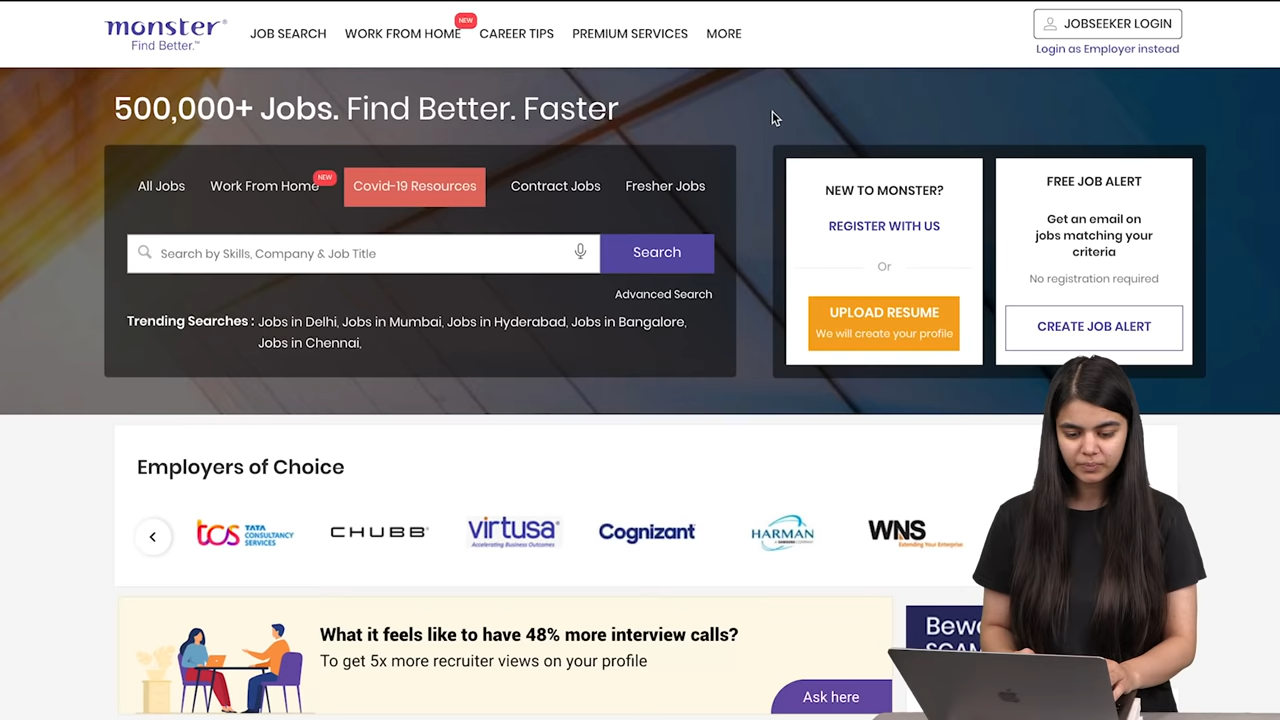 monster
Find Better.™
JOB SEARCH
WORK FROM HOME
NEW
CAREER TIPS
PREMIUM SERVICES
MORE
JOBSEEKER LOGIN
Login as Employer instead
500,000+ Jobs. Find Better. Faster
All Jobs
Work From Home
NEW
Covid-19 Resources
Contract Jobs
Fresher Jobs
Search by Skills, Company & Job Title
Search
Advanced Search
Trending Searches : Jobs in Delhi, Jobs in Mumbai, Jobs in Hyderabad, Jobs in Bangalore,
Jobs in Chennai,
NEW TO MONSTER?
REGISTER WITH US
Or
UPLOAD RESUME
We will create your profile
FREE JOB ALERT
Get an email on
jobs matching your
criteria
No registration required
CREATE JOB ALERT
Employers of Choice
tcs TATA
CONSULTANCY
SERVICES
CHUBB
virtusa
Accelerating Business Outcomes
Cognizant
HARMAN
WNS
Extending Your Enterprise
What it feels like to have 48% more interview calls?
To get 5x more recruiter views on your profile
Ask here